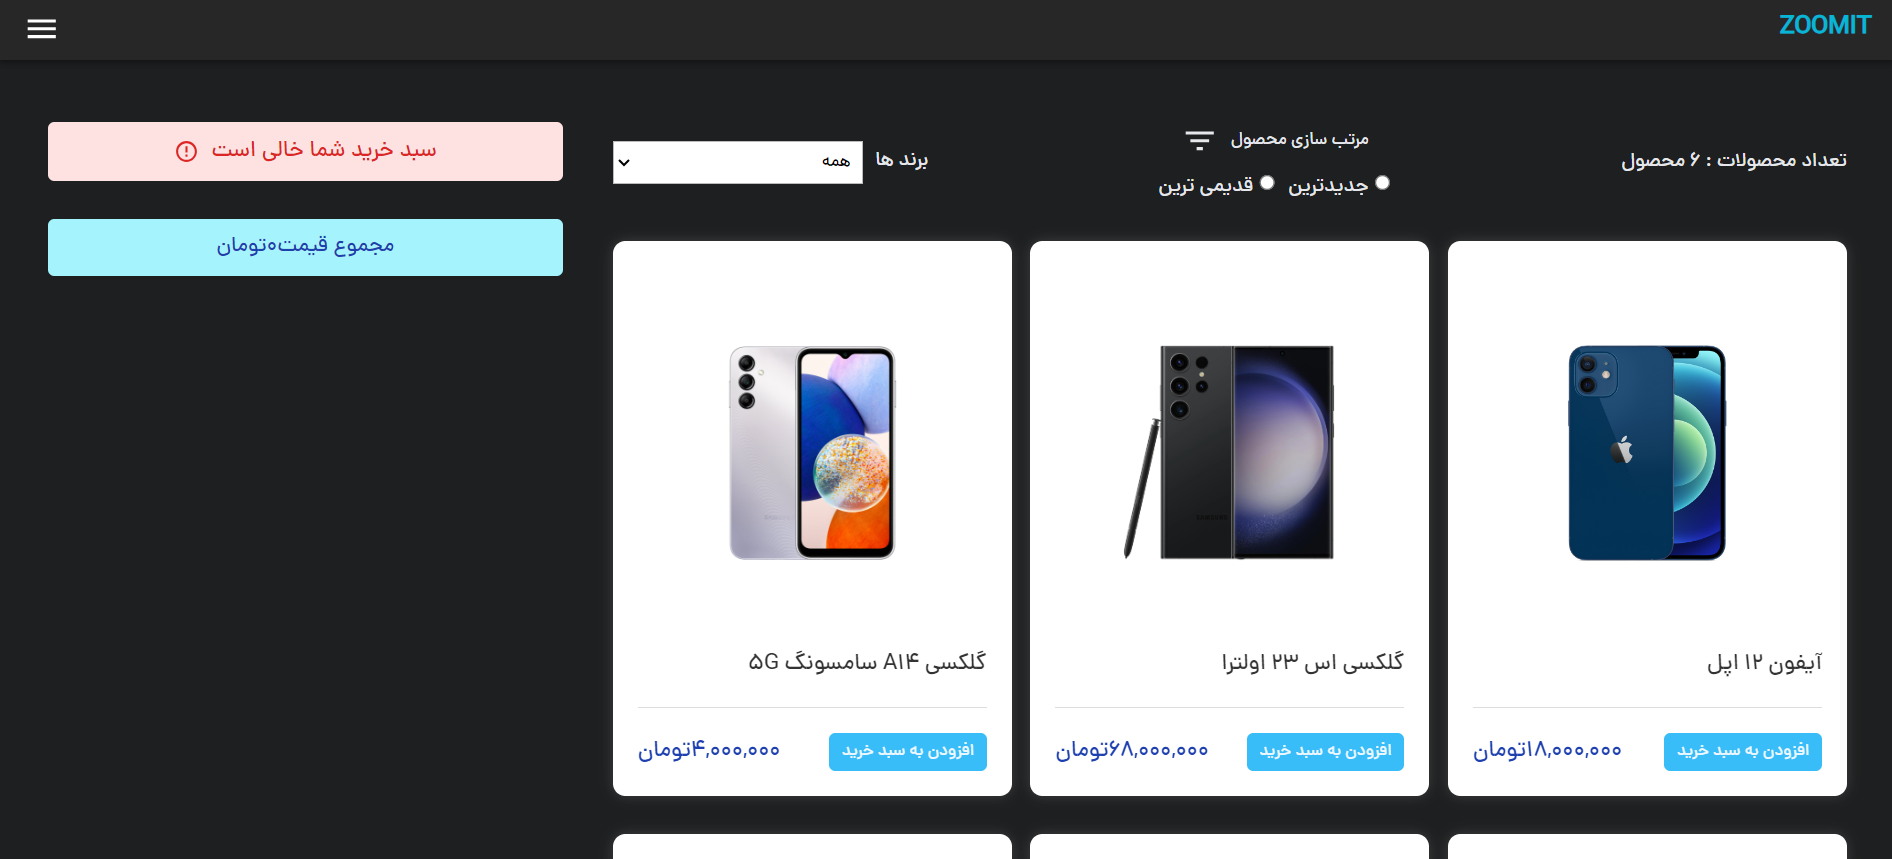 ZOOMIT
تعداد محصولات : ۶ محصول
مرتب سازی محصول
جدیدترین قدیمی ترین
برند ها
همه
سبد خرید شما خالی است
مجموع قیمت۰تومان
آیفون ۱۲ اپل
افزودن به سبد خرید
۱۸,۰۰۰,۰۰۰تومان
گلکسی اس ۲۳ اولترا
افزودن به سبد خرید
۶۸,۰۰۰,۰۰۰تومان
گلکسی A۱۴ سامسونگ ۵G
افزودن به سبد خرید
۴,۰۰۰,۰۰۰تومان